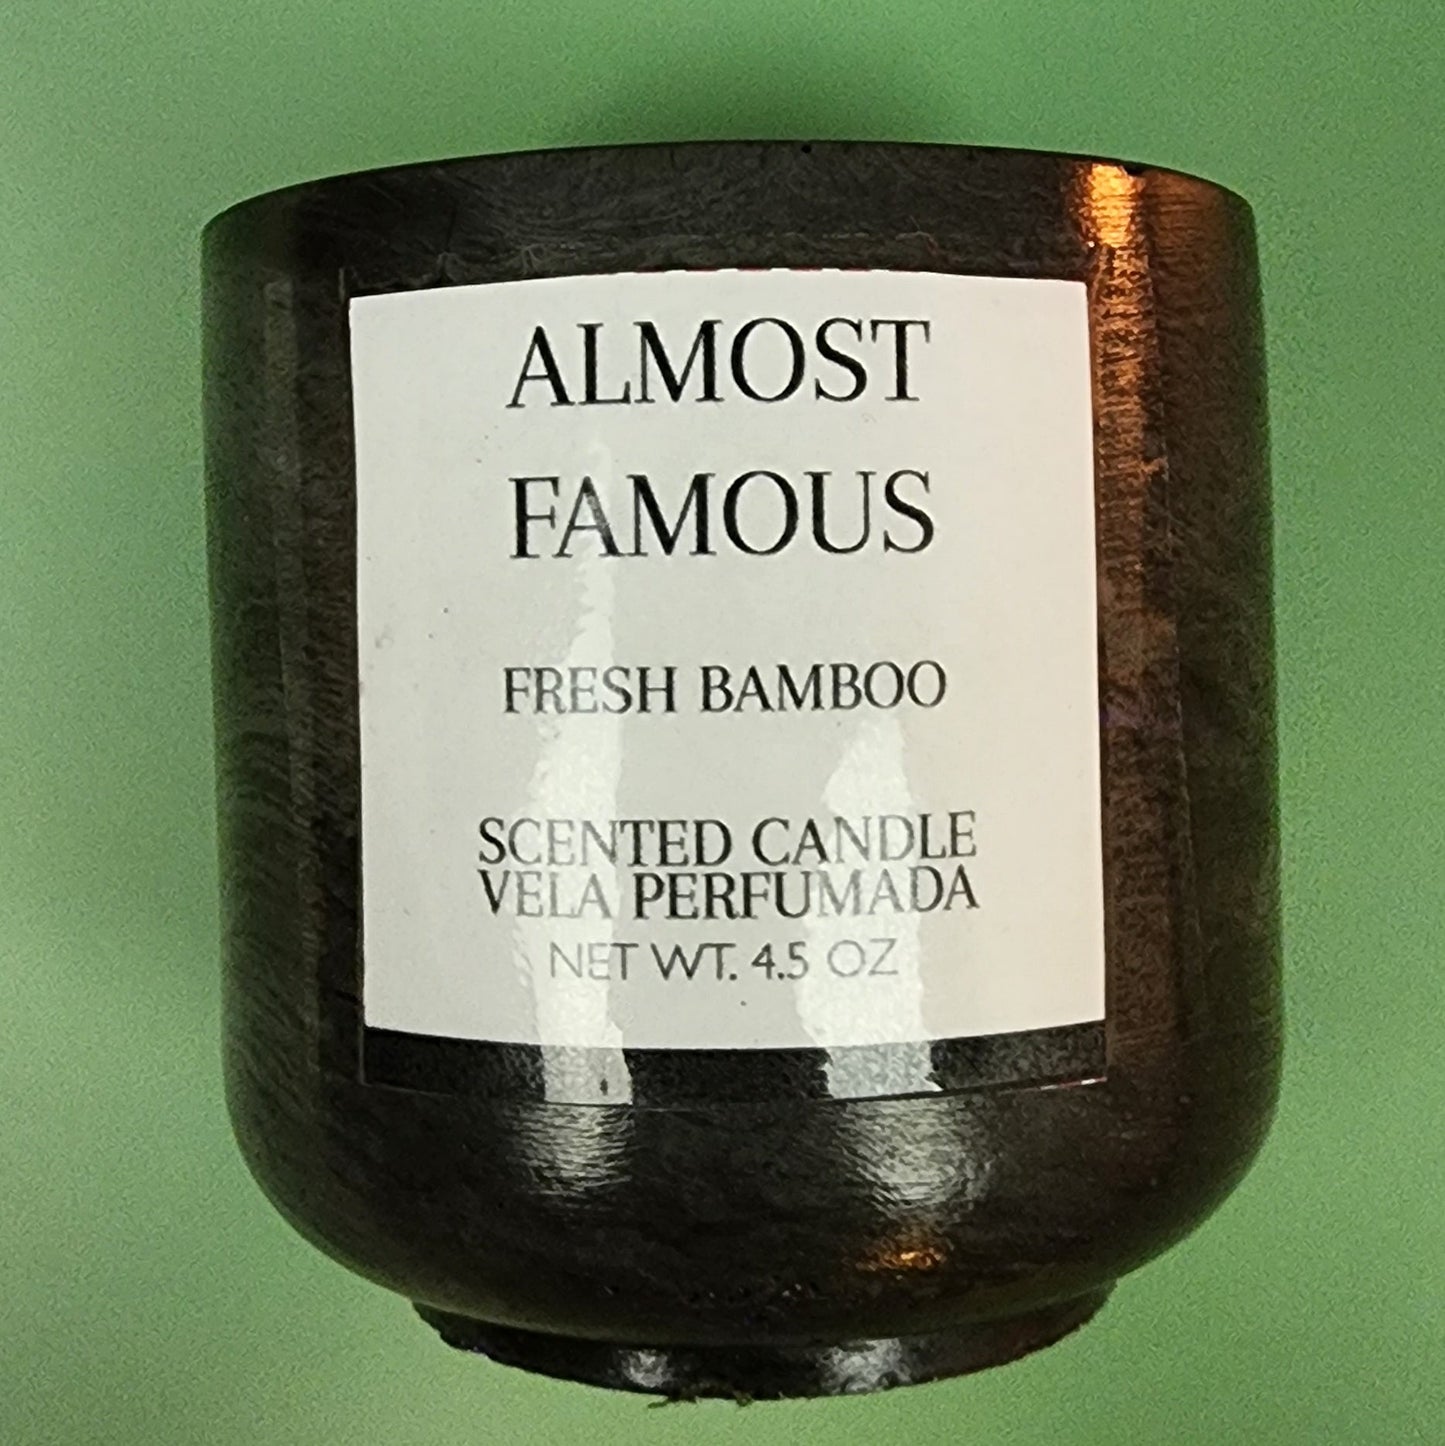 ALMOST
FAMOUS
FRESH BAMBOO
SCENTED CANDLE
VELA PERFUMADA
NET WT. 4.5 OZ